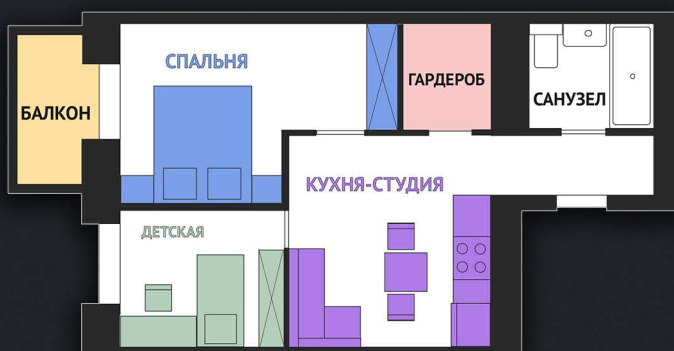 СПАЛЬНЯ
ГАРДЕРОБ
САНУЗЕЛ
БАЛКОН
КУХНЯ-СТУДИЯ
ДЕТСКАЯ